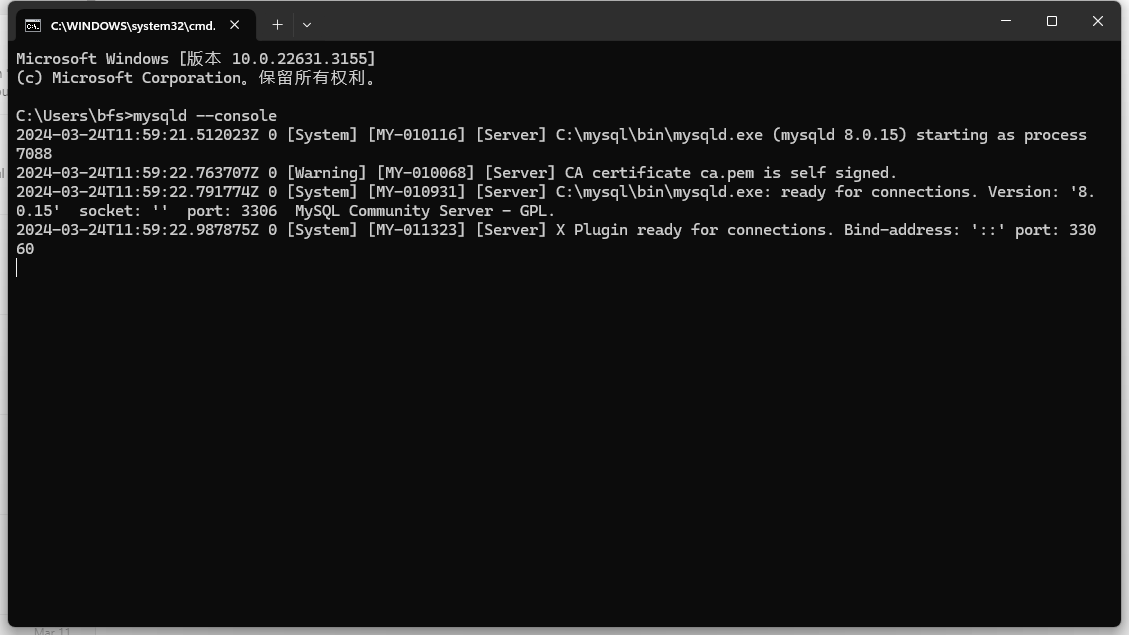 C:\WINDOWS\system32\cmd.
Microsoft Windows [版本 10.0.22631.3155]
(c) Microsoft Corporation。保留所有权利。
C:\Users\bfs>mysqld --console
2024-03-24T11:59:21.512023Z 0 [System] [MY-010116] [Server] C:\mysql\bin\mysqld.exe (mysqld 8.0.15) starting as process
7088
2024-03-24T11:59:22.763707Z 0 [Warning] [MY-010068] [Server] CA certificate ca.pem is self signed.
2024-03-24T11:59:22.791774Z 0 [System] [MY-010931] [Server] C:\mysql\bin\mysqld.exe: ready for connections. Version: '8.
0.15'  socket: ''  port: 3306  MySQL Community Server - GPL.
2024-03-24T11:59:22.987875Z 0 [System] [MY-011323] [Server] X Plugin ready for connections. Bind-address: '::' port: 330
60
Mar 11